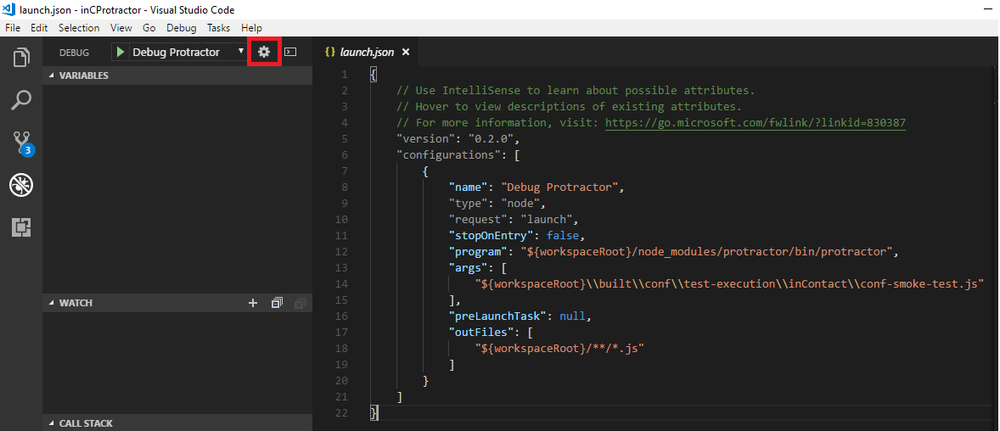 launch.json - inCProtractor - Visual Studio Code
File Edit Selection View Go Debug Tasks Help
DEBUG Debug Protractor
{} launch.json
VARIABLES
3
WATCH
CALL STACK
1 {
2 // Use IntelliSense to learn about possible attributes.
3 // Hover to view descriptions of existing attributes.
4 // For more information, visit: https://go.microsoft.com/fwlink/?linkid=830387
5 "version": "0.2.0",
6 "configurations": [
7 {
8 "name": "Debug Protractor",
9 "type": "node",
10 "request": "launch",
11 "stopOnEntry": false,
12 "program": "${workspaceRoot}/node_modules/protractor/bin/protractor",
13 "args": [
14 "${workspaceRoot}\\built\\conf\\test-execution\\inContact\\conf-smoke-test.js"
15 ],
16 "preLaunchTask": null,
17 "outFiles": [
18 "${workspaceRoot}/**/*.js"
19 ]
20 }
21 ]
22 }